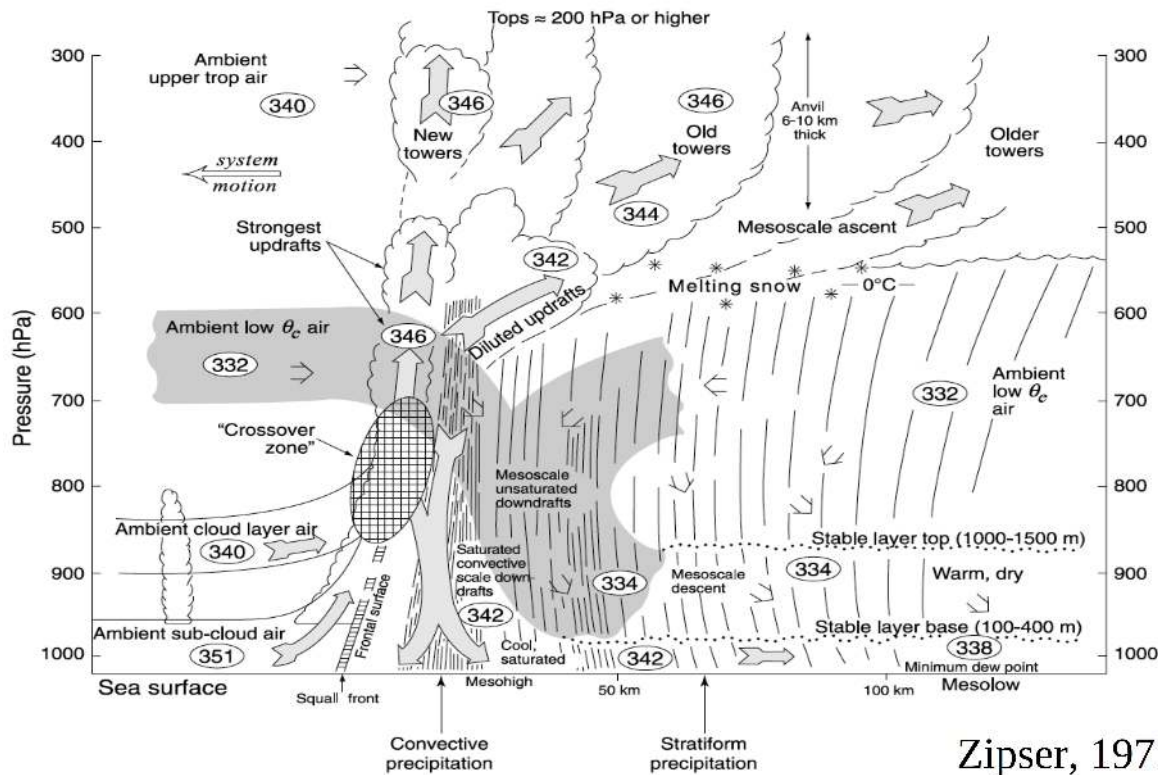 Tops ≈ 200 hPa or higher
300
400
500
600
700
800
900
1000
Pressure (hPa)
300
400
500
600
700
800
900
1000
Ambient
upper trop air
340
system
motion
346
New
towers
346
Old
towers
344
Anvil
6-10 km
thick
Older
towers
Mesoscale ascent
Strongest
updrafts
342
Melting snow
0°C
Diluted updrafts
Ambient low θe air
332
346
332
Ambient
low θe
air
"Crossover
zone"
Mesoscale
unsaturated
downdrafts
Ambient cloud layer air
340
Stable layer top (1000-1500 m)
Saturated
convective
scale down
drafts
342
334
Mesoscale
descent
334
Warm, dry
Frontal surface
Ambient sub-cloud air
351
Stable layer base (100-400 m)
Cool,
saturated
342
338
Minimum dew point
Sea surface
Squall front
Mesohigh
50 km
100 km
Mesolow
Convective
precipitation
Stratiform
precipitation
Zipser, 197